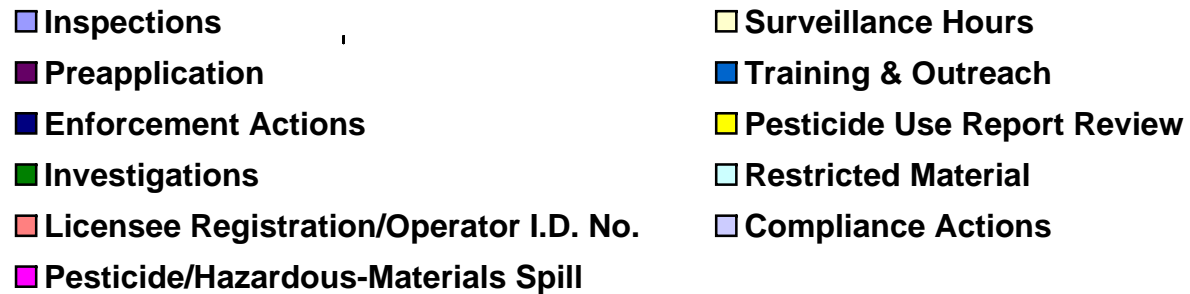 Inspections
Surveillance Hours
Preapplication
Training & Outreach
Enforcement Actions
Pesticide Use Report Review
Investigations
Restricted Material
Licensee Registration/Operator I.D. No.
Compliance Actions
Pesticide/Hazardous-Materials Spill